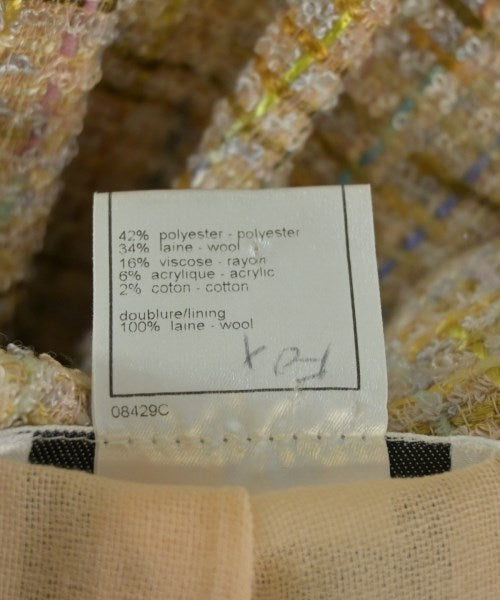 42% polyester - polyester
34% laine - wool
16% viscose - rayon
6% acrylique - acrylic
2% coton - cotton
doublure/lining
100% laine - wool
08429C